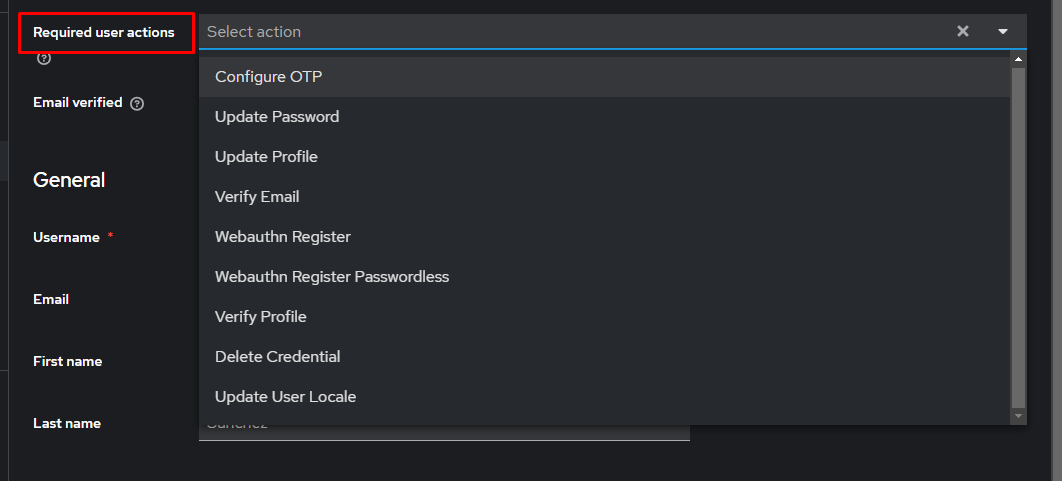 Required user actions
Select action
Configure OTP
Email verified
Update Password
Update Profile
General
Verify Email
Username *
Webauthn Register
Webauthn Register Passwordless
Email
Verify Profile
First name
Delete Credential
Update User Locale
Last name
Sanchez